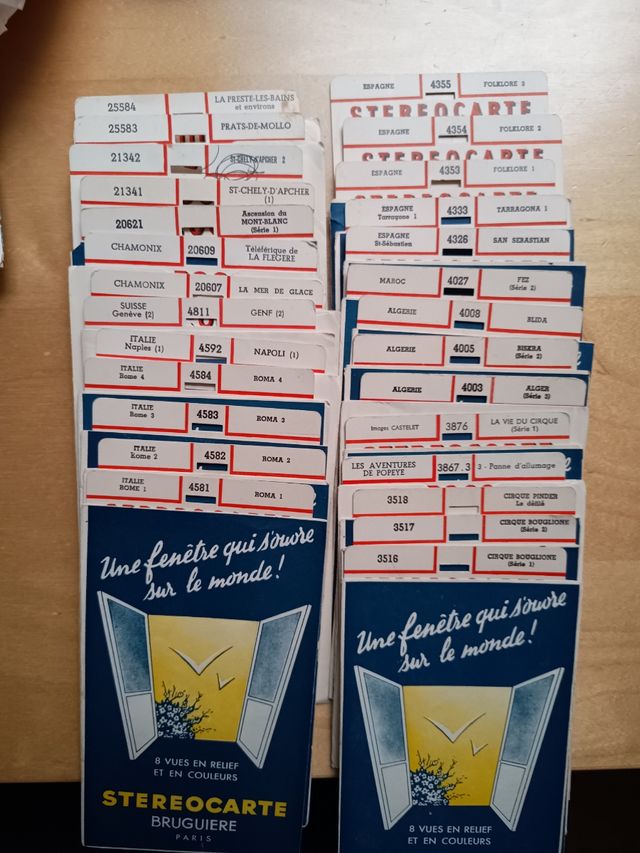 25584
LA PRESTE-LES-BAINS
et environs
25583
PRATS-DE-MOLLO
21342
ST-CHELY-D'APCHER 2
21341
ST-CHELY-D'APCHER
(1)
20621
Ascension du
MONT-BLANC
(Série 1)
CHAMONIX
20609
Téléférique de
LA FLEGERE
CHAMONIX
20607
LA MER DE GLACE
SUISSE
Genève (2)
4811
GENF (2)
ITALIE
Naples (1)
4592
NAPOLI (1)
ITALIE
Rome 4
4584
ROMA 4
ITALIE
Rome 3
4583
ROMA 3
ITALIE
Rome 2
4582
ROMA 2
ITALIE
ROME 1
4581
ROMA 1
Une fenêtre qui s'ouvre
sur le monde!
8 VUES EN RELIEF
ET EN COULEURS
STEREOCARTE
BRUGUIERE
PARIS
ESPAGNE
4355
FOLKLORE 3
STEREOCARTE
ESPAGNE
4354
FOLKLORE 2
STEREOCARTE
ESPAGNE
4353
FOLKLORE 1
ESPAGNE
Tarragone 1
4333
TARRAGONA 1
ESPAGNE
St-Sébastien
4326
SAN SEBASTIAN
MAROC
4027
FEZ
(Série 2)
ALGERIE
4008
BLIDA
ALGERIE
4005
BISKRA
(Série 2)
ALGERIE
4003
ALGER
(Série 3)
Images CASTELET
3876
LA VIE DU CIRQUE
(Série 1)
LES AVENTURES
DE POPEYE
3867.3
3 - Panne d'allumage
3518
CIRQUE PINDER
Le défilé
3517
CIRQUE BOUGLIONE
(Série 2)
3516
CIRQUE BOUGLIONE
(Série 1)
Une fenêtre qui s'ouvre
sur le monde!
8 VUES EN RELIEF
ET EN COULEURS